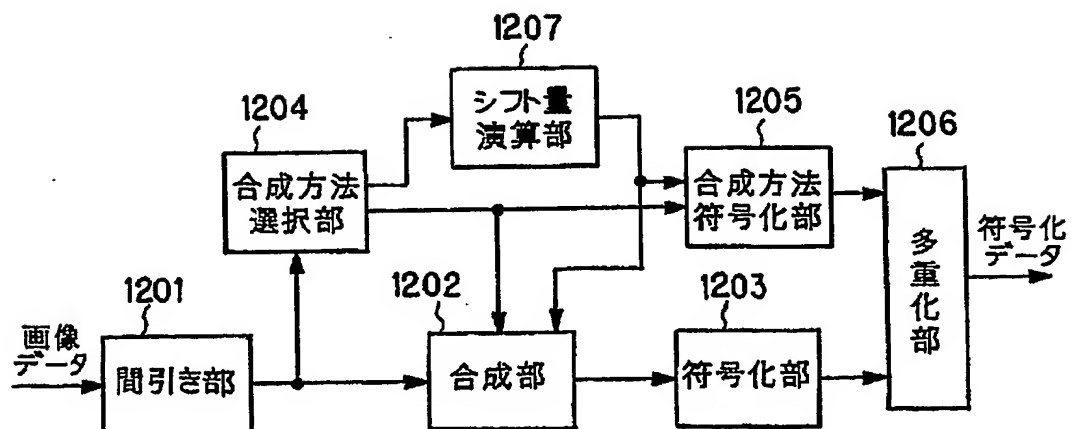 1207
シフト量
演算部
1204
合成方法
選択部
1205
合成方法
符号化部
1206
多重化部
符号化
データ
1201
画像
データ
間引き部
1202
合成部
1203
符号化部